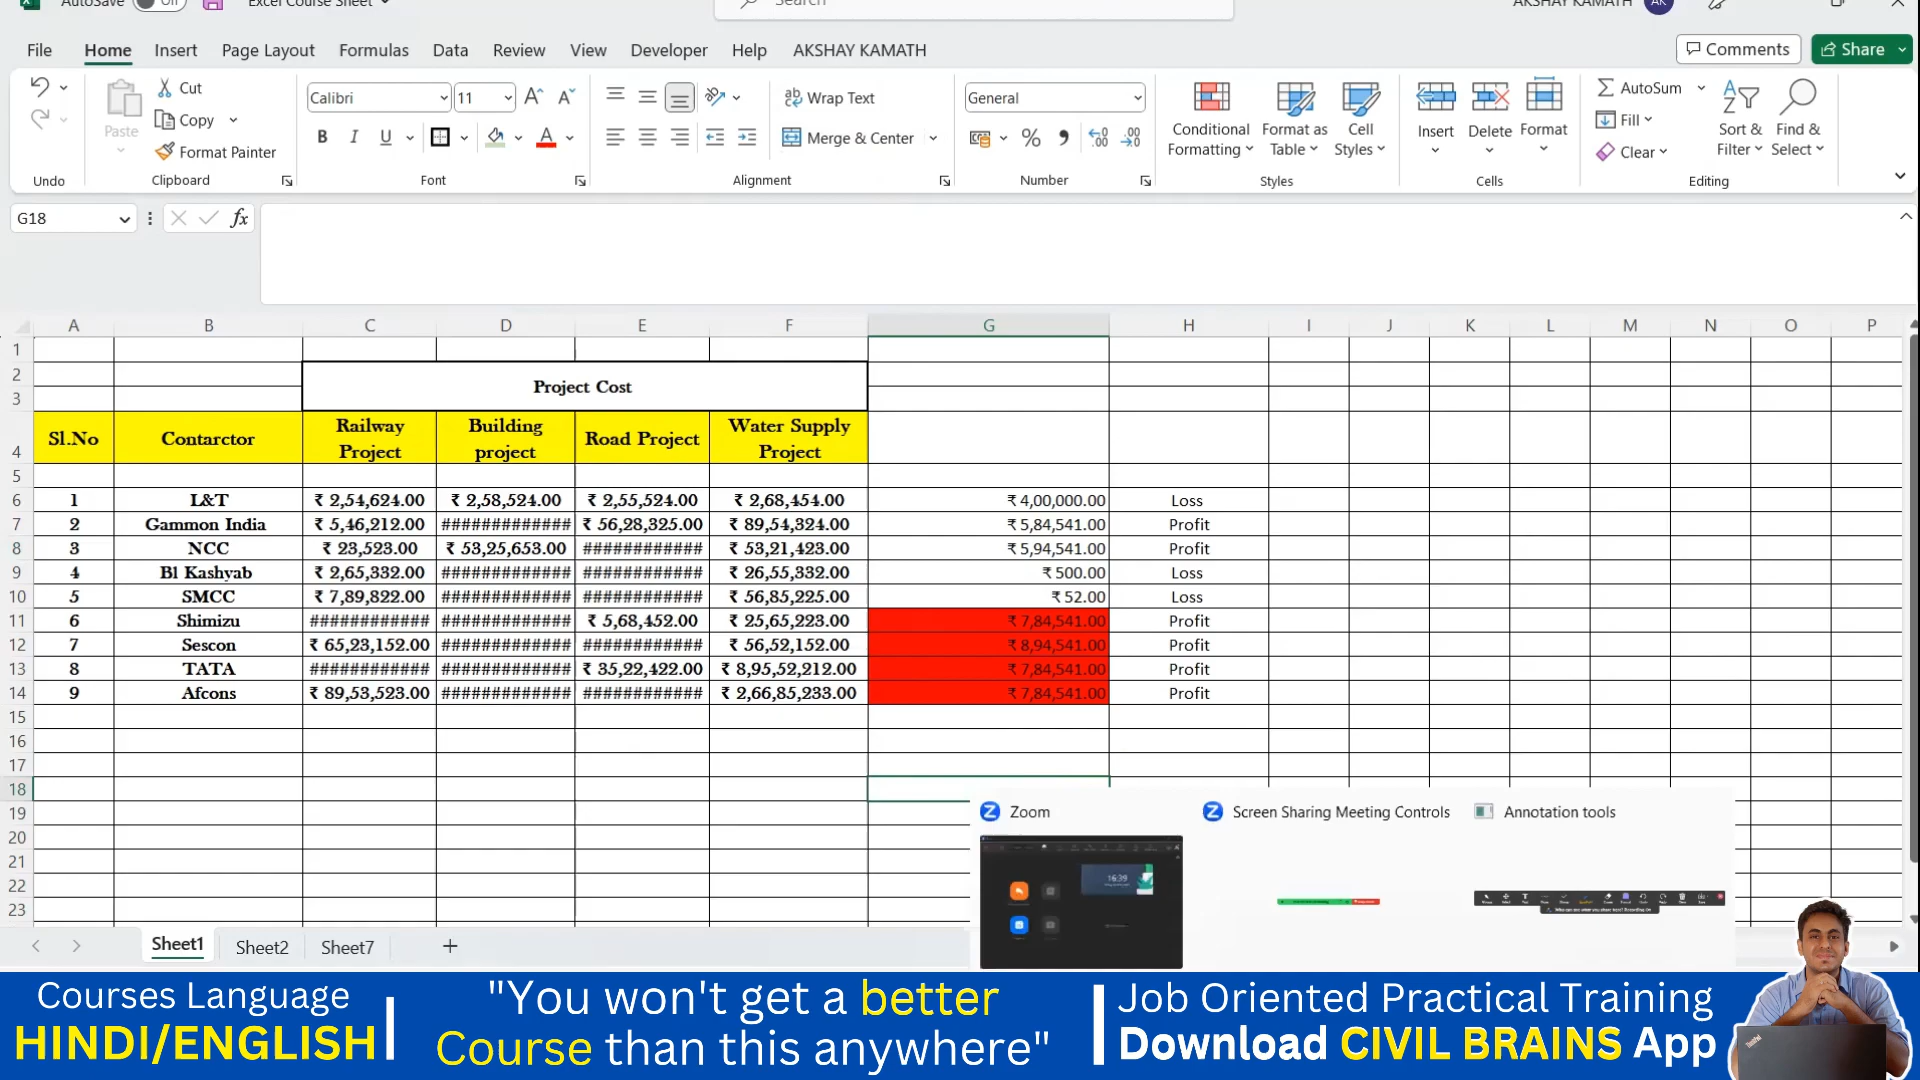 AutoSave Off Excel Course Sheet Search AKSHAY KAMATH AK
File Home Insert Page Layout Formulas Data Review View Developer Help AKSHAY KAMATH Comments Share
Cut Calibri 11 Wrap Text General AutoSum
Paste Copy Conditional Formatting Format as Table Cell Styles Insert Delete Format Fill Sort & Filter Find & Select
Format Painter B I U A Merge & Center % Clear
Undo Clipboard Font Alignment Number Styles Cells Editing
G18 fx
A B C D E F G H I J K L M N O P
1
2 Project Cost
3
4 Sl.No Contarctor Railway Project Building project Road Project Water Supply Project
5
6 1 L&T ₹ 2,54,624.00 ₹ 2,58,524.00 ₹ 2,55,524.00 ₹ 2,68,454.00 ₹ 4,00,000.00 Loss
7 2 Gammon India ₹ 5,46,212.00 ############# ₹ 56,28,325.00 ₹ 89,54,324.00 ₹ 5,84,541.00 Profit
8 3 NCC ₹ 23,523.00 ₹ 53,25,653.00 ############ ₹ 53,21,423.00 ₹ 5,94,541.00 Profit
9 4 Bl Kashyab ₹ 2,65,332.00 ############# ############ ₹ 26,55,332.00 ₹ 500.00 Loss
10 5 SMCC ₹ 7,89,822.00 ############# ############ ₹ 56,85,225.00 ₹ 52.00 Loss
11 6 Shimizu ############ ############# ₹ 5,68,452.00 ₹ 25,65,223.00 ₹ 7,84,541.00 Profit
12 7 Sescon ₹ 65,23,152.00 ############# ############ ₹ 56,52,152.00 ₹ 8,94,541.00 Profit
13 8 TATA ############ ############# ₹ 35,22,422.00 ₹ 8,95,52,212.00 ₹ 7,84,541.00 Profit
14 9 Afcons ₹ 89,53,523.00 ############# ############ ₹ 2,66,85,233.00 ₹ 7,84,541.00 Profit
15
16
17
18
19 Zoom Screen Sharing Meeting Controls Annotation tools
20
21
22 16:39
23
Sheet1 Sheet2 Sheet7
Courses Language
HINDI/ENGLISH
"You won't get a better
Course than this anywhere"
Job Oriented Practical Training
Download CIVIL BRAINS App